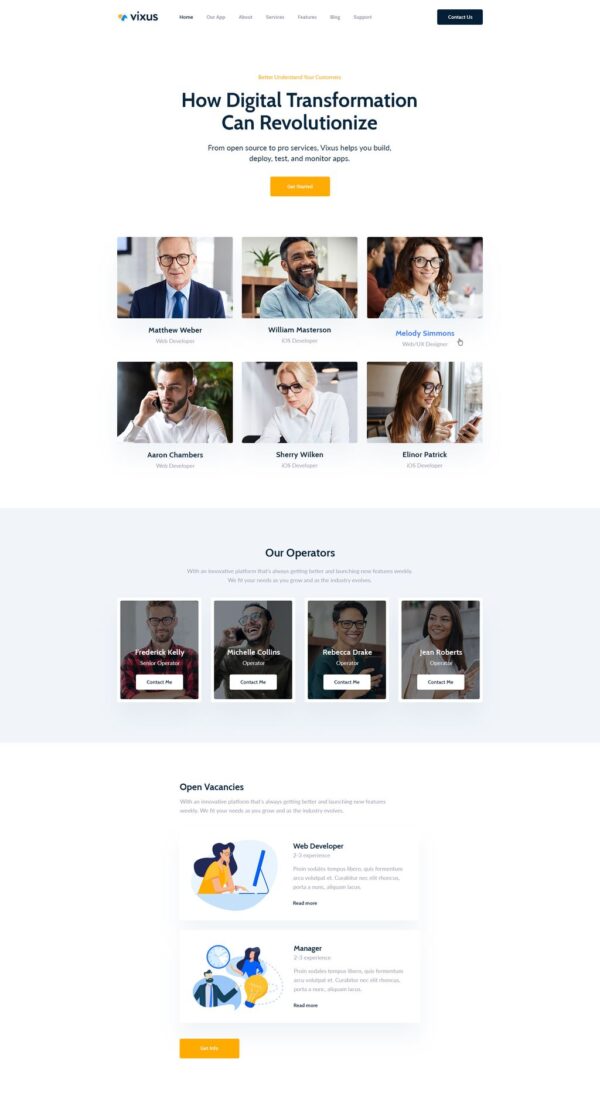 vixus
Home Our App About Services Features Blog Support
Contact Us
Better Understand Your Customers
How Digital Transformation
Can Revolutionize
From open source to pro services, Vixus helps you build,
deploy, test, and monitor apps.
Get Started
Matthew Weber
Web Developer
William Masterson
iOS Developer
Melody Simmons
Web/UX Designer
Aaron Chambers
Web Developer
Sherry Wilken
iOS Developer
Elinor Patrick
iOS Developer
Our Operators
With an innovative platform that's always getting better and launching new features weekly.
We fit your needs as you grow and as the industry evolves.
Frederick Kelly
Senior Operator
Contact Me
Michelle Collins
Operator
Contact Me
Rebecca Drake
Operator
Contact Me
Jean Roberts
Operator
Contact Me
Open Vacancies
With an innovative platform that's always getting better and launching new features
weekly. We fit your needs as you grow and as the industry evolves.
Web Developer
2-3 experience
Proin sodales tempus libero, quis fermentum
arcu volutpat et. Curabitur nec elit rhoncus,
porta a nunc, aliquam lacus.
Read more
Manager
2-3 experience
Proin sodales tempus libero, quis fermentum
arcu volutpat et. Curabitur nec elit rhoncus,
porta a nunc, aliquam lacus.
Read more
Get Info